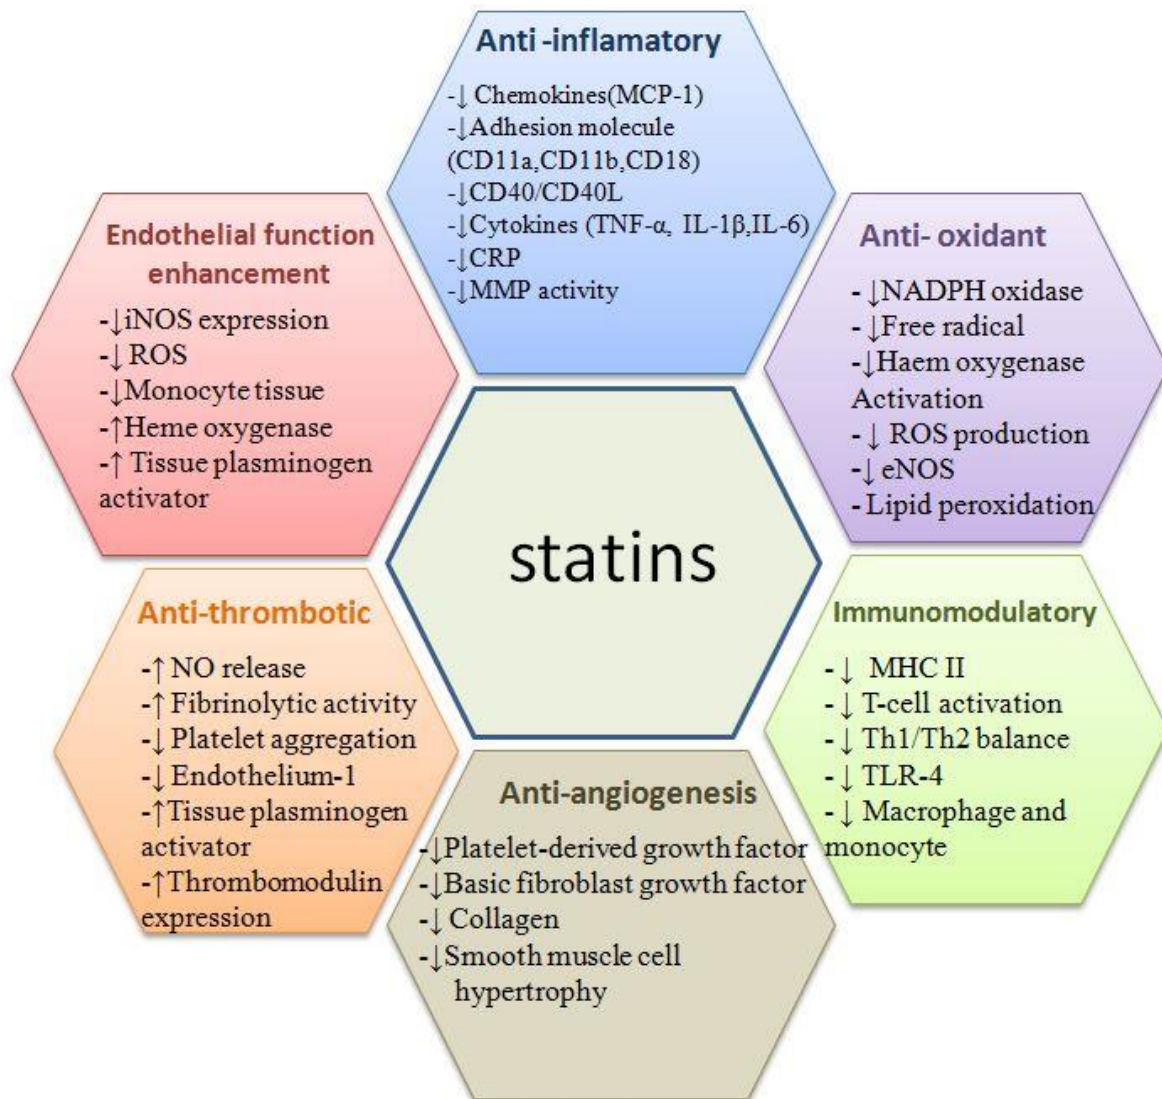 Anti -inflamatory
-↓ Chemokines(MCP-1)
-↓Adhesion molecule
(CD11a,CD11b,CD18)
-↓CD40/CD40L
-↓Cytokines (TNF-α, IL-1β,IL-6)
-↓CRP
-↓MMP activity
Endothelial function
enhancement
-↓iNOS expression
-↓ ROS
-↓Monocyte tissue
-↑Heme oxygenase
-↑ Tissue plasminogen
activator
Anti- oxidant
- ↓NADPH oxidase
- ↓Free radical
-↓Haem oxygenase
Activation
- ↓ ROS production
-↓ eNOS
- Lipid peroxidation
statins
Anti-thrombotic
-↑ NO release
-↑ Fibrinolytic activity
-↓ Platelet aggregation
-↓ Endothelium-1
-↑Tissue plasminogen
activator
-↑Thrombomodulin
expression
Immunomodulatory
- ↓ MHC II
- ↓ T-cell activation
- ↓ Th1/Th2 balance
- ↓ TLR-4
- ↓ Macrophage and
monocyte
Anti-angiogenesis
-↓Platelet-derived growth factor
-↓Basic fibroblast growth factor
-↓ Collagen
-↓Smooth muscle cell
hypertrophy